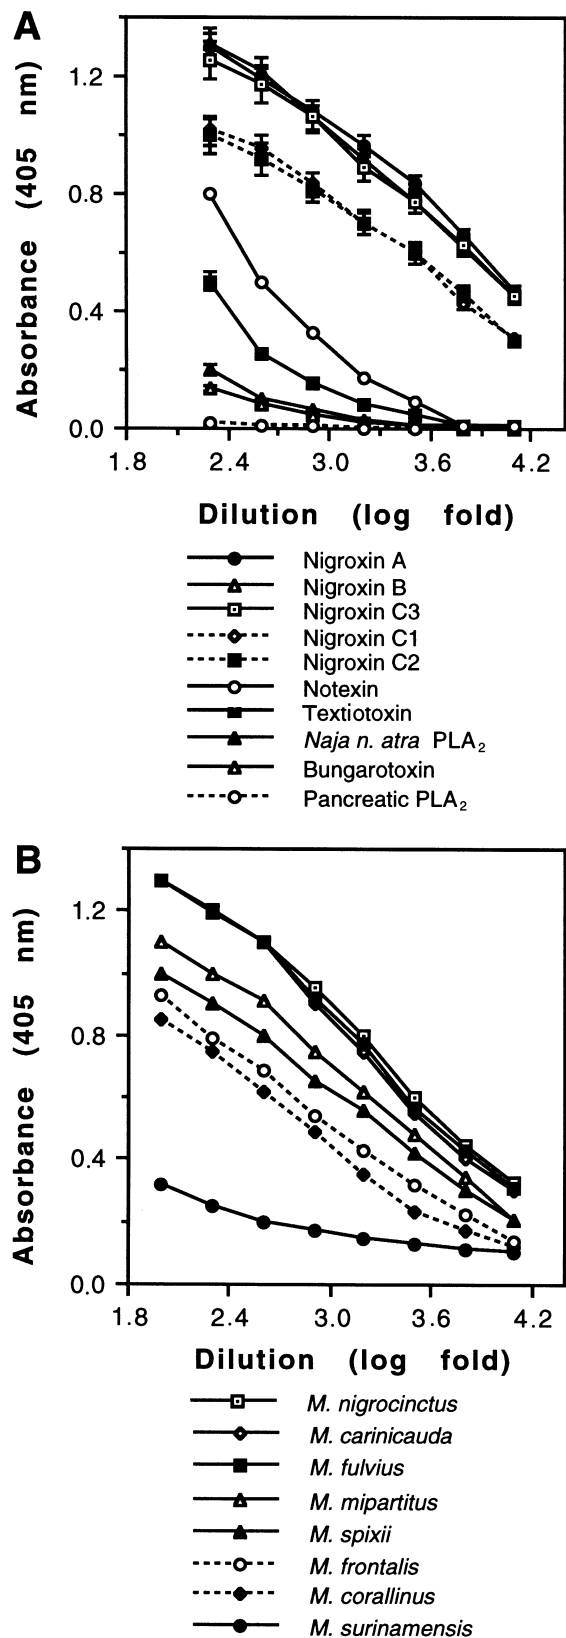 A
Absorbance (405 nm)
1.2
0.8
0.4
0.0
1.8 2.4 3.0 3.6 4.2
Dilution (log fold)
Nigroxin A
Nigroxin B
Nigroxin C3
Nigroxin C1
Nigroxin C2
Notexin
Textiotoxin
Naja n. atra PLA₂
Bungarotoxin
Pancreatic PLA₂
B
Absorbance (405 nm)
1.2
0.8
0.4
0.0
1.8 2.4 3.0 3.6 4.2
Dilution (log fold)
M. nigrocinctus
M. carinicauda
M. fulvius
M. mipartitus
M. spixii
M. frontalis
M. corallinus
M. surinamensis